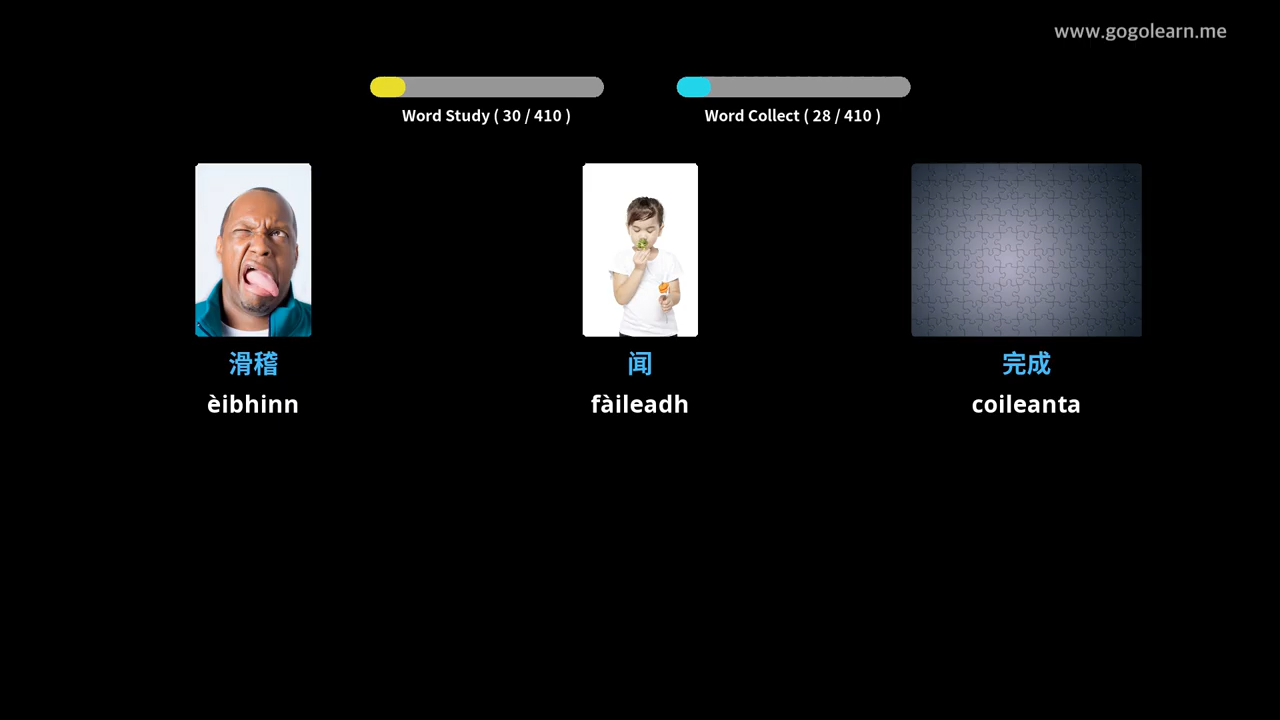 www.gogolearn.me
Word Study ( 30 / 410 )
Word Collect ( 28 / 410 )
滑稽
闻
完成
èibhinn
fàileadh
coileanta